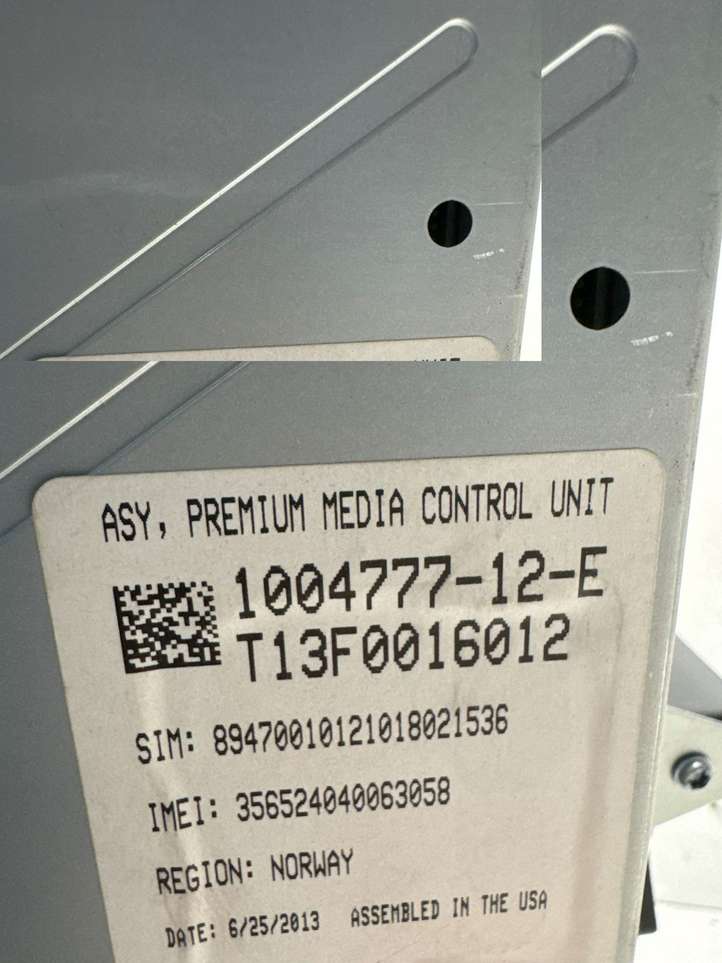 ASY, PREMIUM MEDIA CONTROL UNIT
1004777-12-E
T13F0016012
SIM: 89470010121018021536
IMEI: 356524040063058
REGION: NORWAY
DATE: 6/25/2013 ASSEMBLED IN THE USA